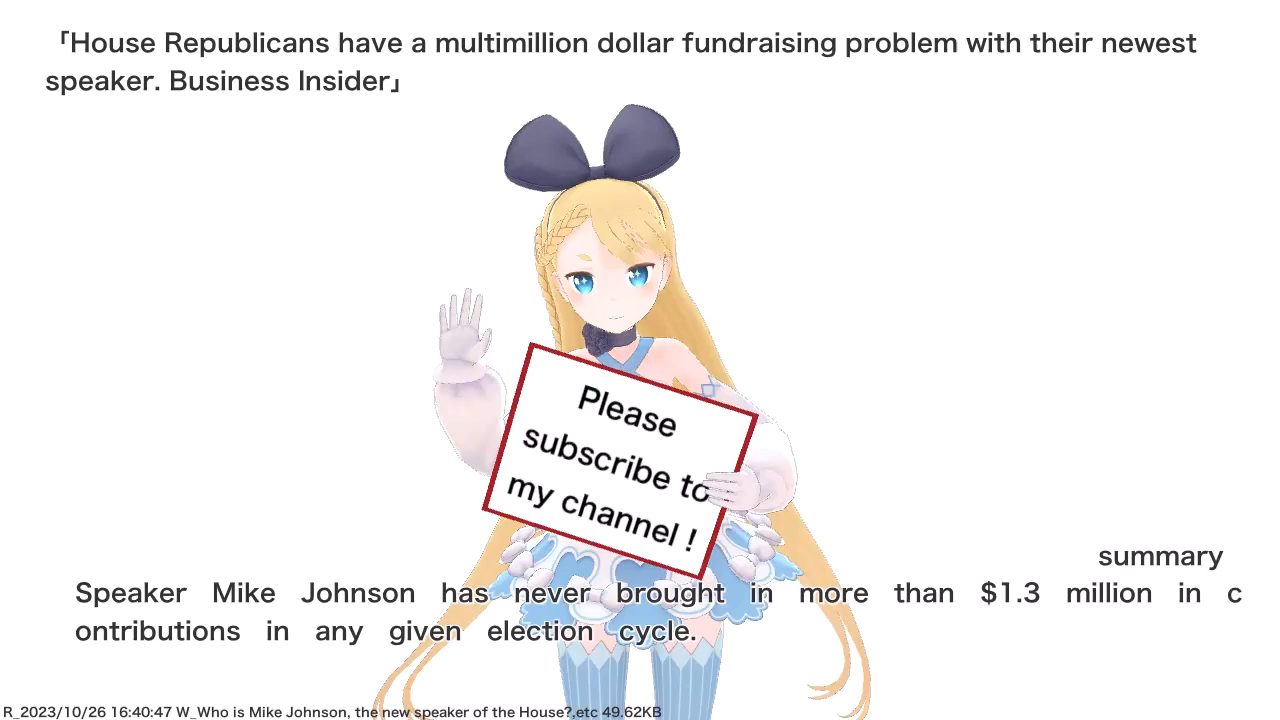 「House Republicans have a multimillion dollar fundraising problem with their newest
speaker. Business Insider」
Please
subscribe to
my channel !
summary
Speaker Mike Johnson has never brought in more than $1.3 million in c
ontributions in any given election cycle.
R_2023/10/26 16:40:47 W_Who is Mike Johnson, the new speaker of the House?,etc 49.62KB